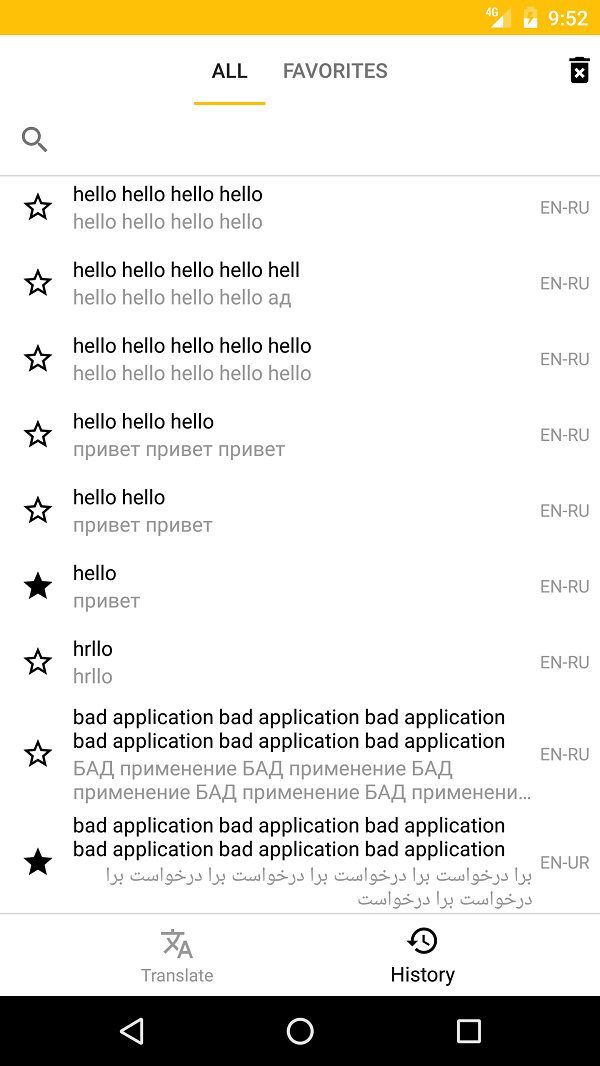 4G 9:52
ALL FAVORITES
hello hello hello hello
hello hello hello hello
EN-RU
hello hello hello hello hell
hello hello hello hello ад
EN-RU
hello hello hello hello hello
hello hello hello hello hello
EN-RU
hello hello hello
привет привет привет
EN-RU
hello hello
привет привет
EN-RU
hello
привет
EN-RU
hrllo
hrllo
EN-RU
bad application bad application bad application
bad application bad application bad application
БАД применение БАД применение БАД
применение БАД применение БАД применени...
EN-RU
bad application bad application bad application
bad application bad application bad application
برا درخواست برا درخواست برا درخواست برا درخواست برا
درخواست برا درخواست
EN-UR
Translate
History